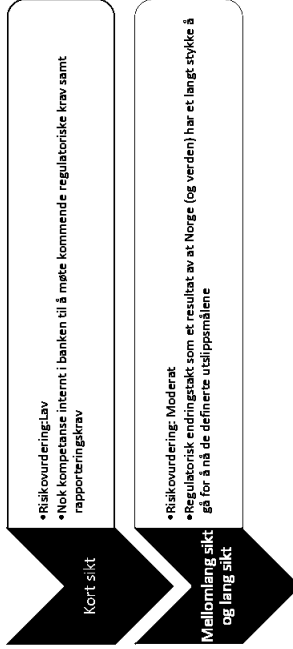 Kort sikt
•Risikovurdering:Lav
•Nok kompetanse internt i banken til å møte kommende regulatoriske krav samt
rapporteringskrav
Mellomlang sikt
og lang sikt
•Risikovurdering: Moderat
•Regulatorisk endringstakt som et resultat av at Norge (og verden) har et langt stykke å
gå for å nå de definerte utslippsmålene